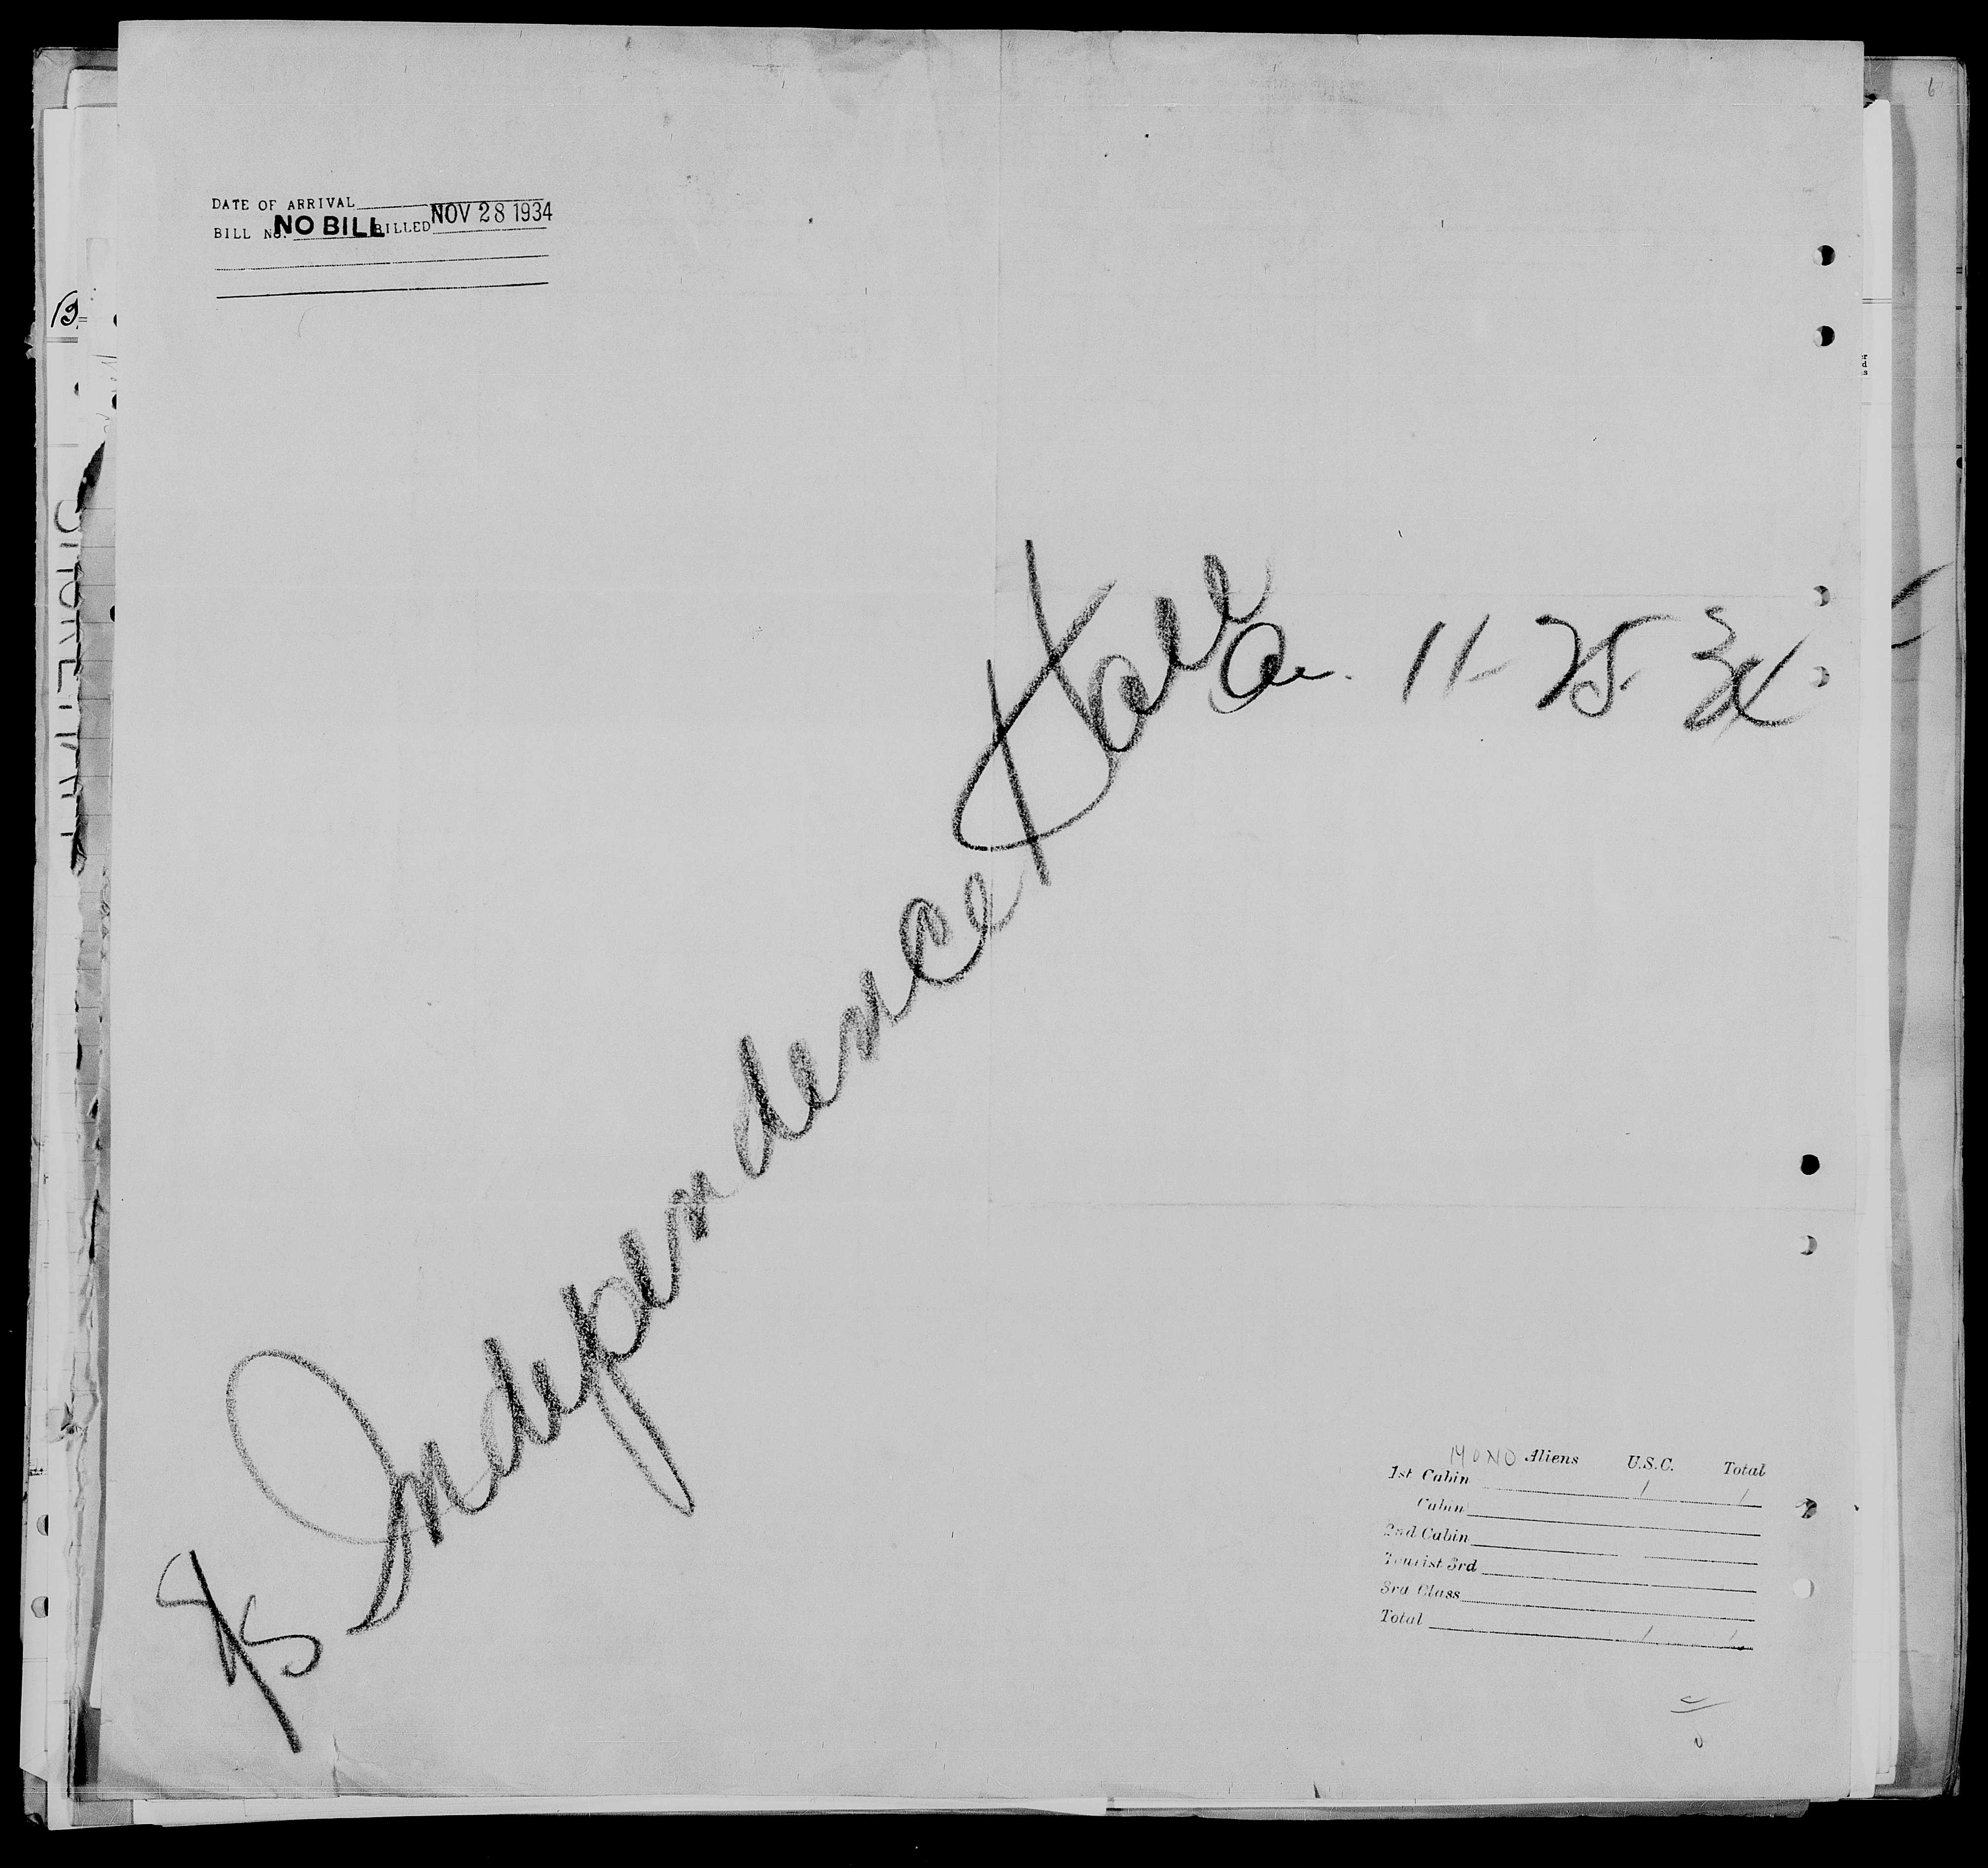 DATE OF ARRIVAL
BILL NO. NO BILL BILLED NOV 28 1934
SS Independence Hall
Ar. 11-25-34
Aliens U.S.C. Total
1st Cabin 1 1
Cabin
2nd Cabin
Tourist 3rd
3rd Class
Total 1 1